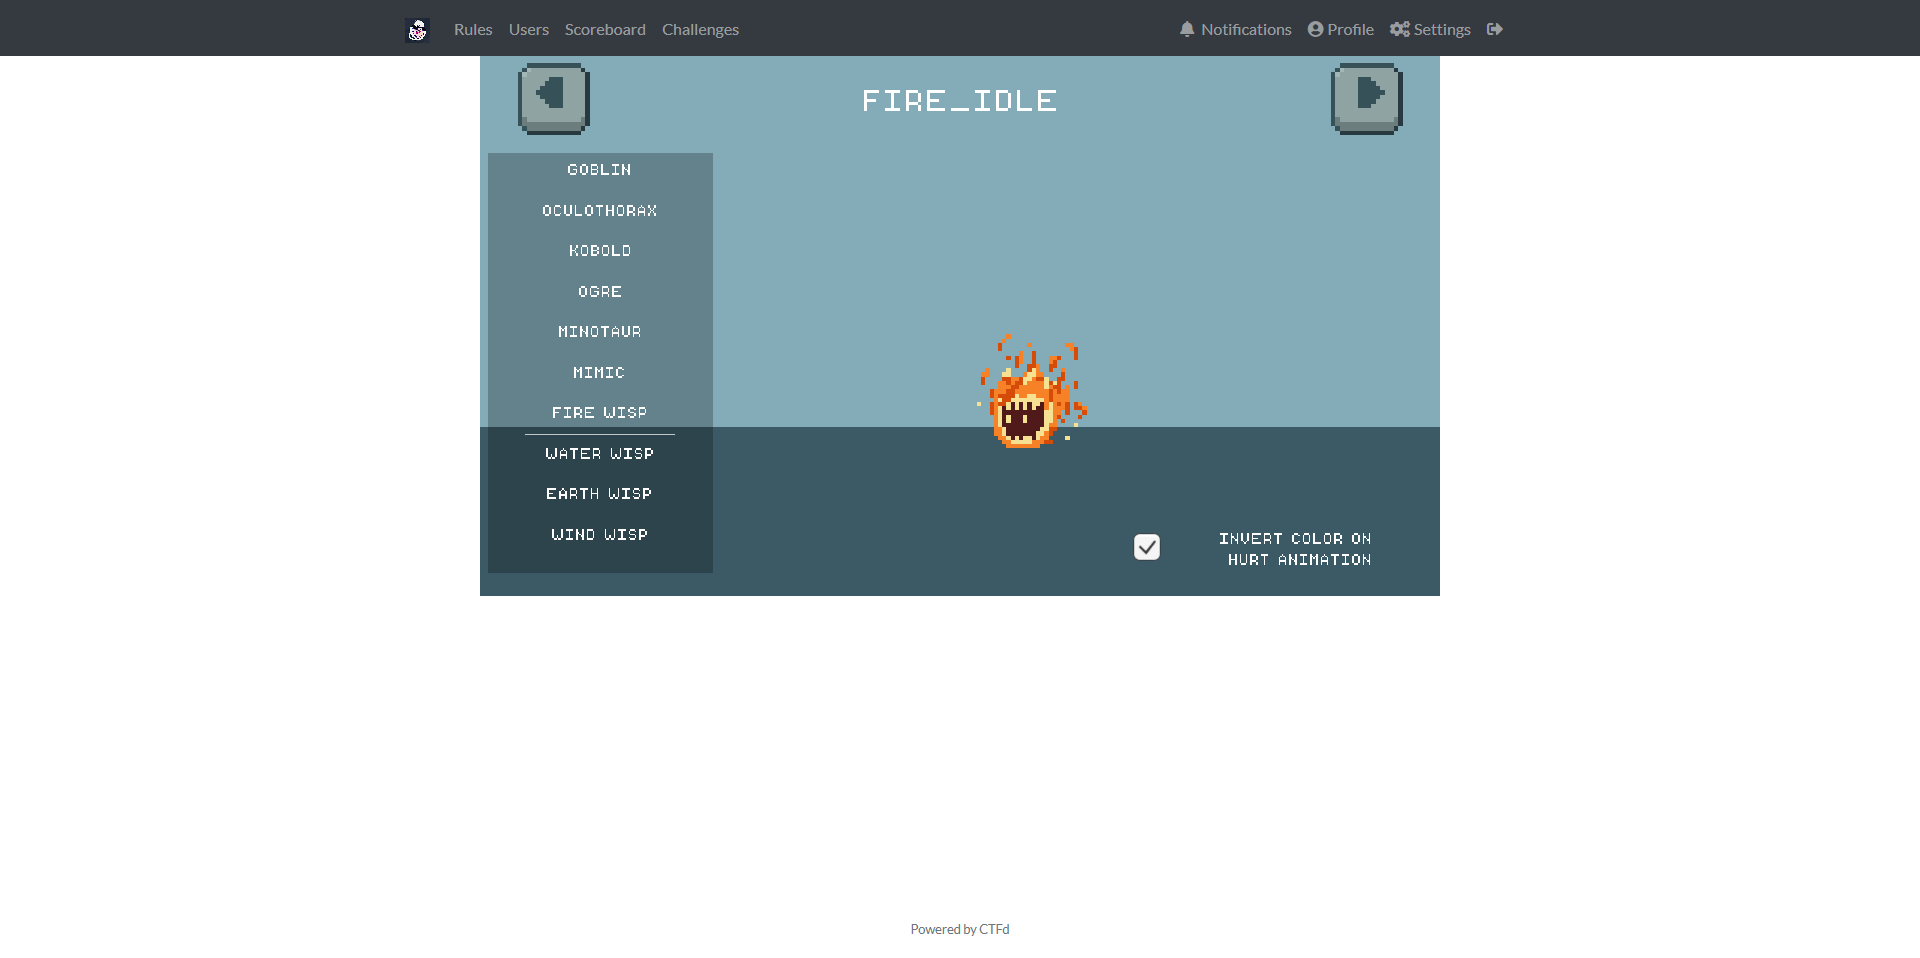 Rules Users Scoreboard Challenges Notifications Profile Settings
FIRE_IDLE
GOBLIN
OCULOTHORAX
KOBOLD
OGRE
MINOTAUR
MIMIC
FIRE WISP
WATER WISP
EARTH WISP
WIND WISP
INVERT COLOR ON
HURT ANIMATION
Powered by CTFd